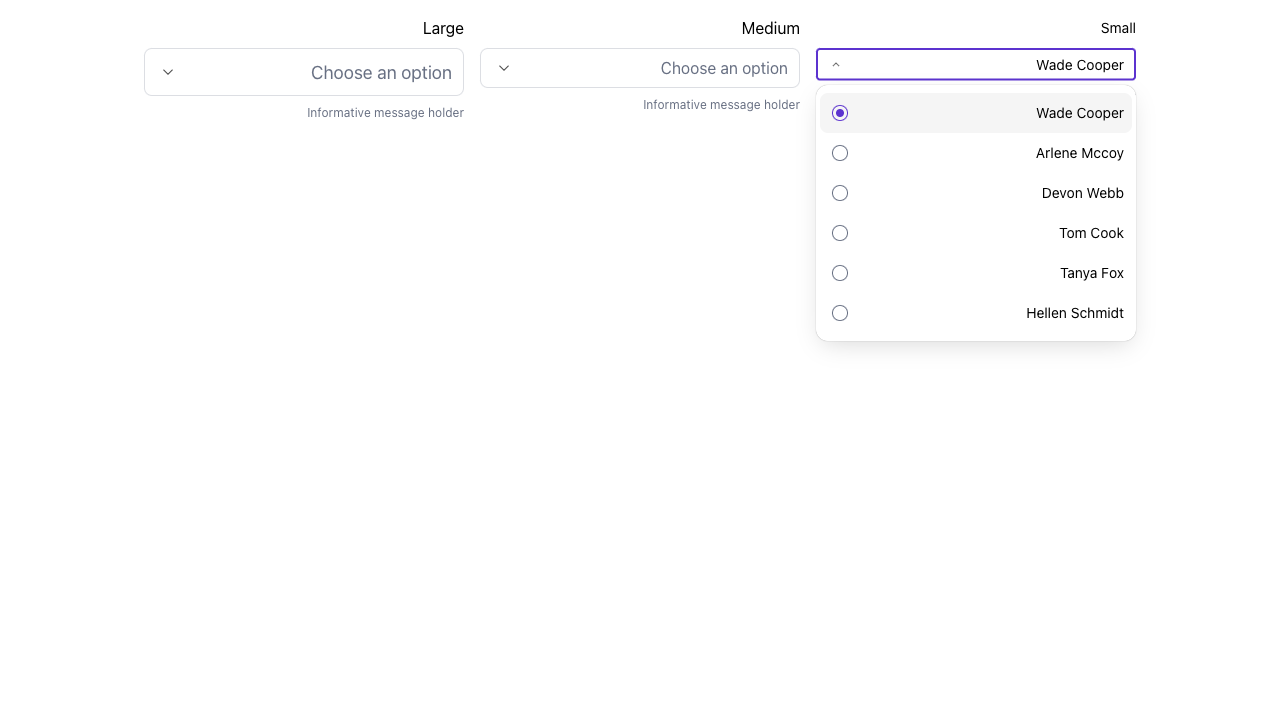 Large
Choose an option
Informative message holder
Medium
Choose an option
Informative message holder
Small
Wade Cooper
Wade Cooper
Arlene Mccoy
Devon Webb
Tom Cook
Tanya Fox
Hellen Schmidt